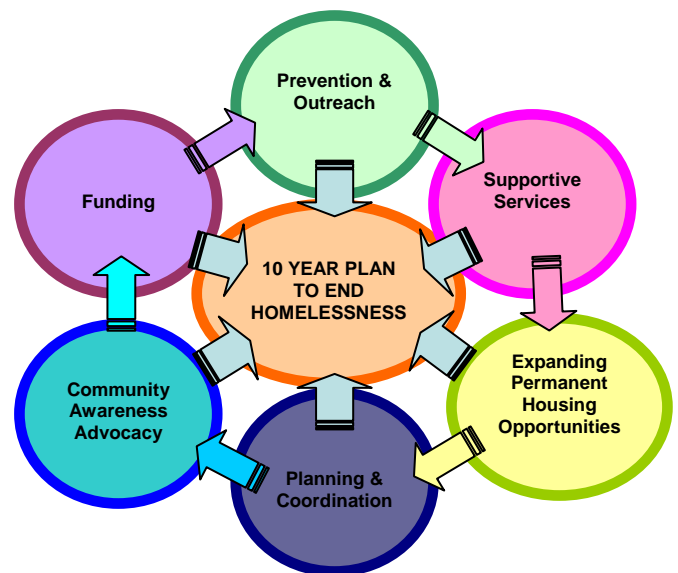 Prevention &
Outreach
Supportive
Services
Expanding
Permanent
Housing
Opportunities
Planning &
Coordination
Community
Awareness
Advocacy
Funding
10 YEAR PLAN
TO END
HOMELESSNESS